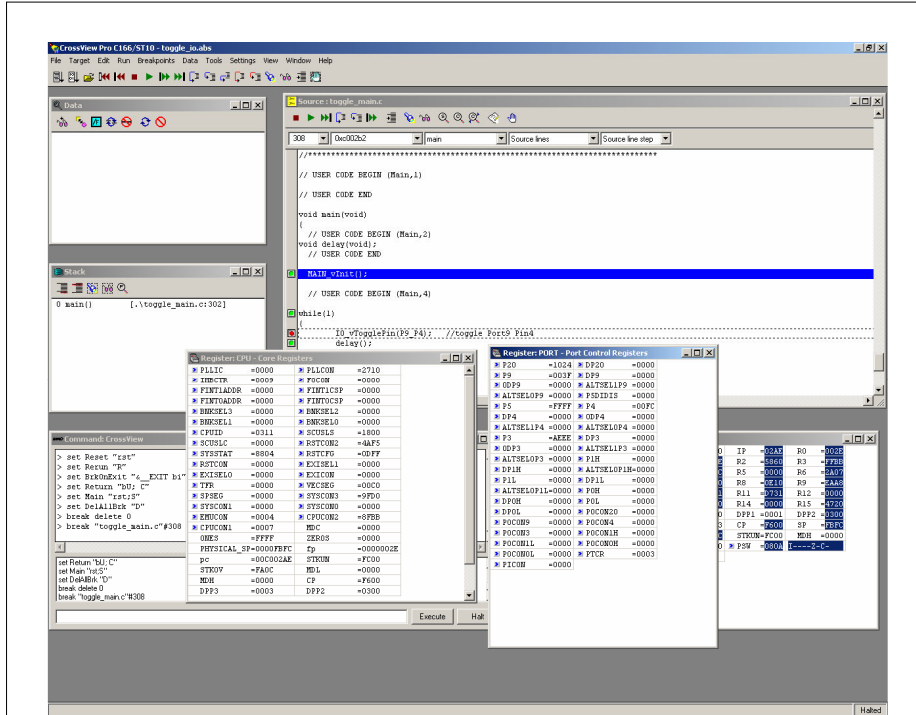 CrossView Pro C166/ST10 - toggle_io.abs
File Target Edit Run Breakpoints Data Tools Settings View Window Help
Data
Source : toggle_main.c
308 0xc002b2 main Source lines Source line step
//
// USER CODE BEGIN (Main,1)
// USER CODE END
void main(void)
{
// USER CODE BEGIN (Main,2)
void delay(void);
// USER CODE END
MAIN_vInit();
// USER CODE BEGIN (Main,4)
while(1)
{
IO_vTogglePin(P9_P4); //toggle Port9 Pin4
delay();
Stack
0 main() [.\toggle_main.c:302]
Register: CPU - Core Registers
PLLIC =0000 PLLCON =2710
IMBCTR =0009 FOCON =0000
FINT1ADDR =0000 FINT1CSP =0000
FINT0ADDR =0000 FINT0CSP =0000
BNKSEL3 =0000 BNKSEL2 =0000
BNKSEL1 =0000 BNKSEL0 =0000
CPUID =0311 SCUSLS =1800
SCUSLC =0000 RSTCON2 =4AF5
SYSSTAT =8804 RSTCFG =0DFF
RSTCON =0000 EXISEL1 =0000
EXISEL0 =0000 EXICON =0000
TFR =0000 VECSEG =00C0
SPSEG =0000 SYSCON3 =9FD0
SYSCON1 =0000 SYSCON0 =0000
EMUCON =0004 CPUCON2 =8FBB
CPUCON1 =0007 MDC =0000
ONES =FFFF ZEROS =0000
PHYSICAL_SP=0000FBFC fp =0000002E
pc =00C002AE STKUN =FC00
STKOV =FA0C MDL =0000
MDH =0000 CP =F600
DPP3 =0003 DPP2 =0300
Register: PORT - Port Control Registers
P20 =1024 DP20 =0000
P9 =003F DP9 =0000
ODP9 =0000 ALTSEL1P9 =0000
ALTSEL0P9 =0000 P5DIDIS =0000
P5 =FFFF P4 =00FC
DP4 =0000 ODP4 =0000
ALTSEL1P4 =0000 ALTSEL0P4 =0000
P3 =AEEE DP3 =0000
ODP3 =0000 ALTSEL1P3 =0000
ALTSEL0P3 =0000 P1H =0000
DP1H =0000 ALTSEL0P1H=0000
P1L =0000 DP1L =0000
ALTSEL0P1L=0000 P0H =0000
DP0H =0000 P0L =0000
DP0L =0000 POCON20 =0000
POCON9 =0000 POCON4 =0000
POCON3 =0000 POCON1H =0000
POCON1L =0000 POCON0H =0000
POCON0L =0000 PTCR =0003
PICON =0000
Command: CrossView
> set Reset "rst"
> set Rerun "R"
> set BrkOnExit "&__EXIT bi"
> set Return "bU; C"
> set Main "rst;S"
> set DelAllBrk "D"
> break delete 0
> break "toggle_main.c"#308
set Return "bU; C"
set Main "rst;S"
set DelAllBrk "D"
break delete 0
break "toggle_main.c"#308
Execute Halt
IP =02AE R0 =002E
R2 =5860 R3 =FFBB
R5 =0000 R6 =2A07
R8 =0E10 R9 =EAA8
R11 =D731 R12 =0000
R14 =0000 R15 =4720
DPP1 =0001 DPP2 =0300
CP =F600 SP =FBFC
STKUN=FC00 MDH =0000
PSW =080A I----Z-C-
Halted